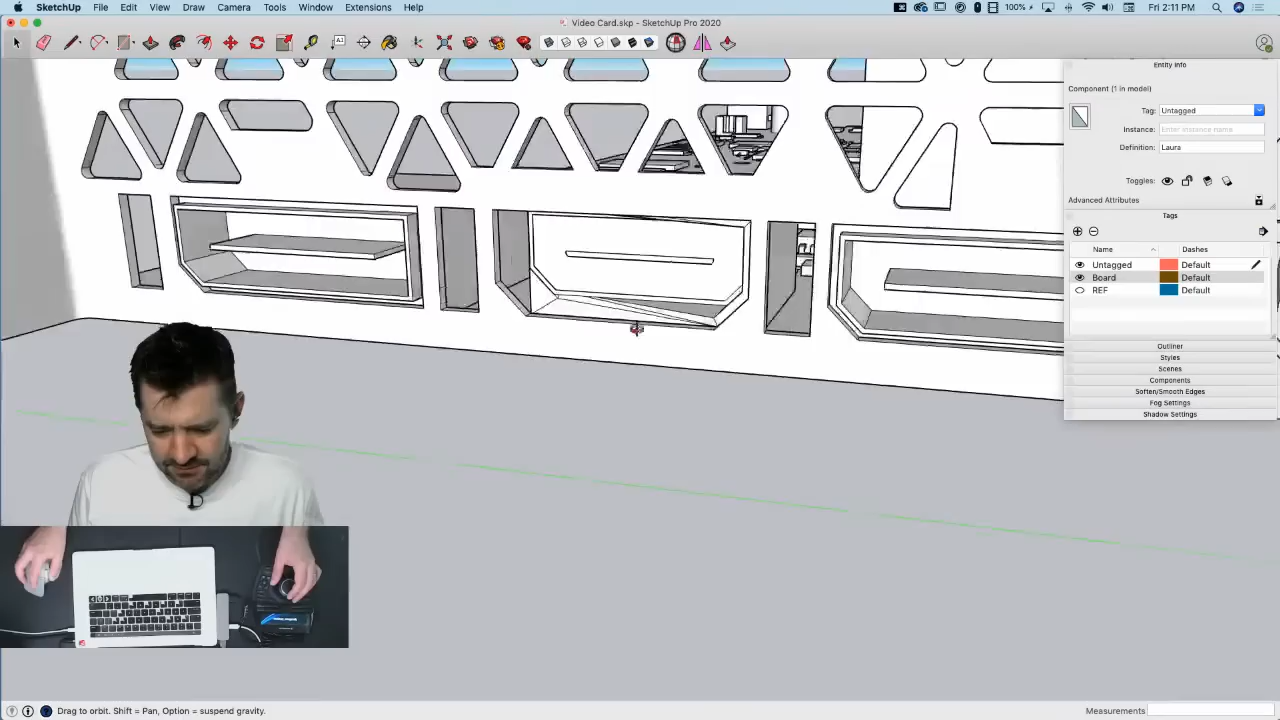 SketchUp File Edit View Draw Camera Tools Window Extensions Help 100% Fri 2:11 PM
Video Card.skp - SketchUp Pro 2020
A1
Entity Info
Component (1 in model)
Tag: Untagged
Instance: Enter instance name
Definition: Laura
Toggles:
Advanced Attributes
Tags
Name Dashes
Untagged Default
Board Default
REF Default
Outliner
Styles
Scenes
Components
Soften/Smooth Edges
Fog Settings
Shadow Settings
Drag to orbit. Shift = Pan, Option = suspend gravity.
Measurements